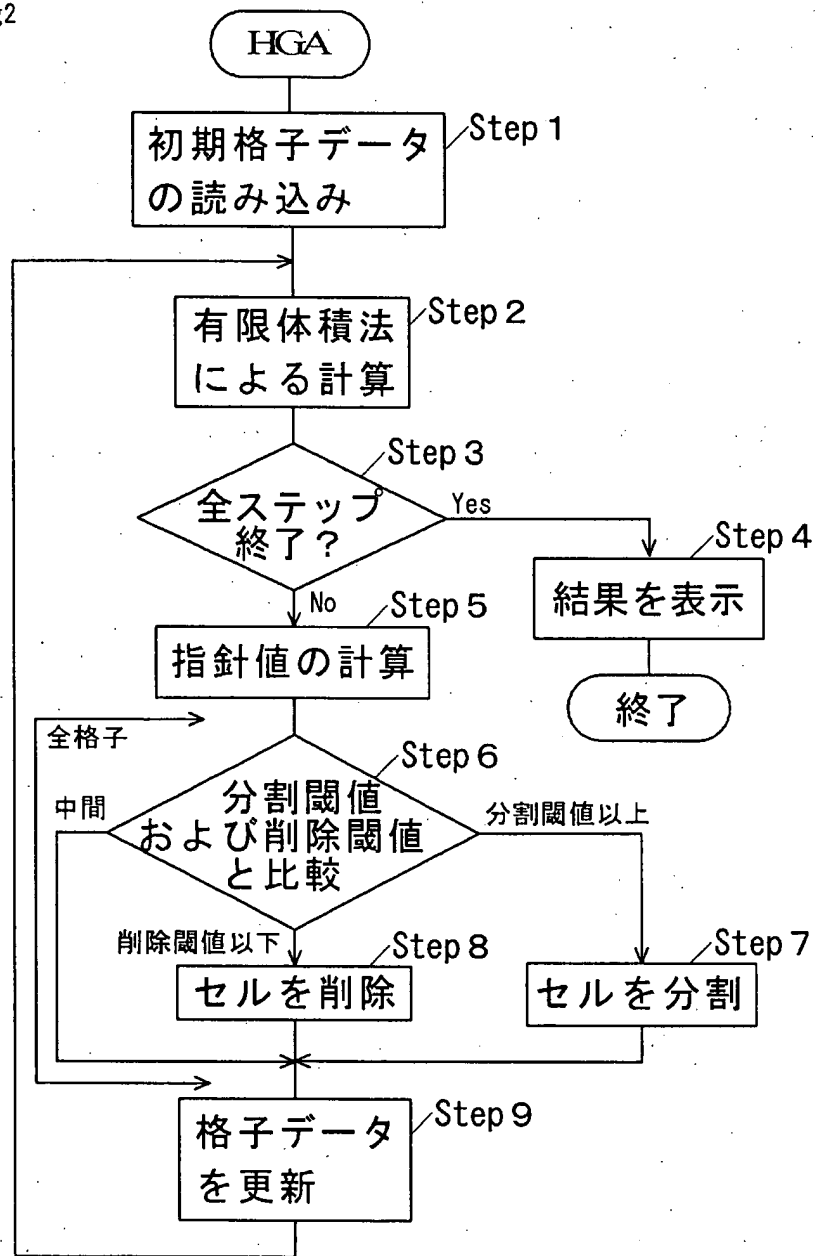 HGA
Step 1
初期格子データ
の読み込み
Step 2
有限体積法
による計算
Step 3
全ステップ
終了?
Yes
Step 4
結果を表示
終了
No
Step 5
指針値の計算
全格子
Step 6
分割閾値
および削除閾値
と比較
中間
分割閾値以上
削除閾値以下
Step 8
セルを削除
Step 7
セルを分割
Step 9
格子データ
を更新